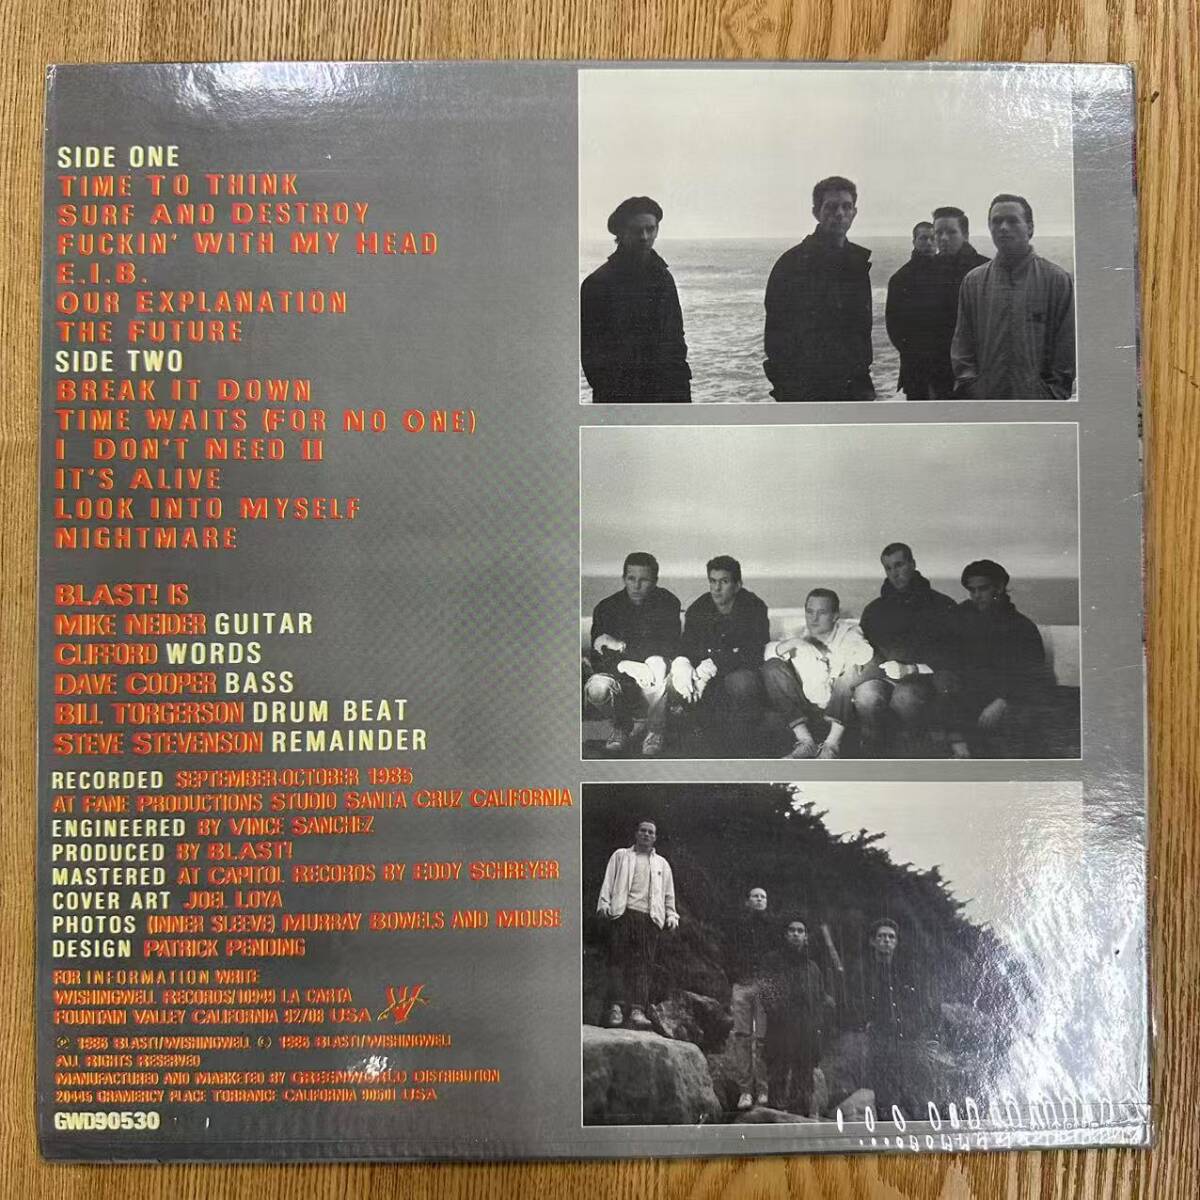 SIDE ONE
TIME TO THINK
SURF AND DESTROY
FUCKIN' WITH MY HEAD
E.I.B.
OUR EXPLANATION
THE FUTURE
SIDE TWO
BREAK IT DOWN
TIME WAITS (FOR NO ONE)
I DON'T NEED II
IT'S ALIVE
LOOK INTO MYSELF
NIGHTMARE
BLAST! IS
MIKE NEIDER GUITAR
CLIFFORD WORDS
DAVE COOPER BASS
BILL TORGERSON DRUM BEAT
STEVE STEVENSON REMAINDER
RECORDED SEPTEMBER-OCTOBER 1985
AT FANE PRODUCTIONS STUDIO SANTA CRUZ CALIFORNIA
ENGINEERED BY VINCE SANCHEZ
PRODUCED BY BLAST!
MASTERED AT CAPITOL RECORDS BY EDDY SCHREYER
COVER ART JOEL LOYA
PHOTOS (INNER SLEEVE) MURRAY BOWELS AND MOUSE
DESIGN PATRICK PENDING
FOR INFORMATION WRITE
WISHINGWELL RECORDS/10949 LA CARTA
FOUNTAIN VALLEY CALIFORNIA 92708 USA
℗ 1986 BLAST!/WISHINGWELL © 1986 BLAST!/WISHINGWELL
ALL RIGHTS RESERVED
MANUFACTURED AND MARKETED BY GREENWORLD DISTRIBUTION
20445 GRAMERCY PLACE TORRANCE CALIFORNIA 90501 USA
GWD90530